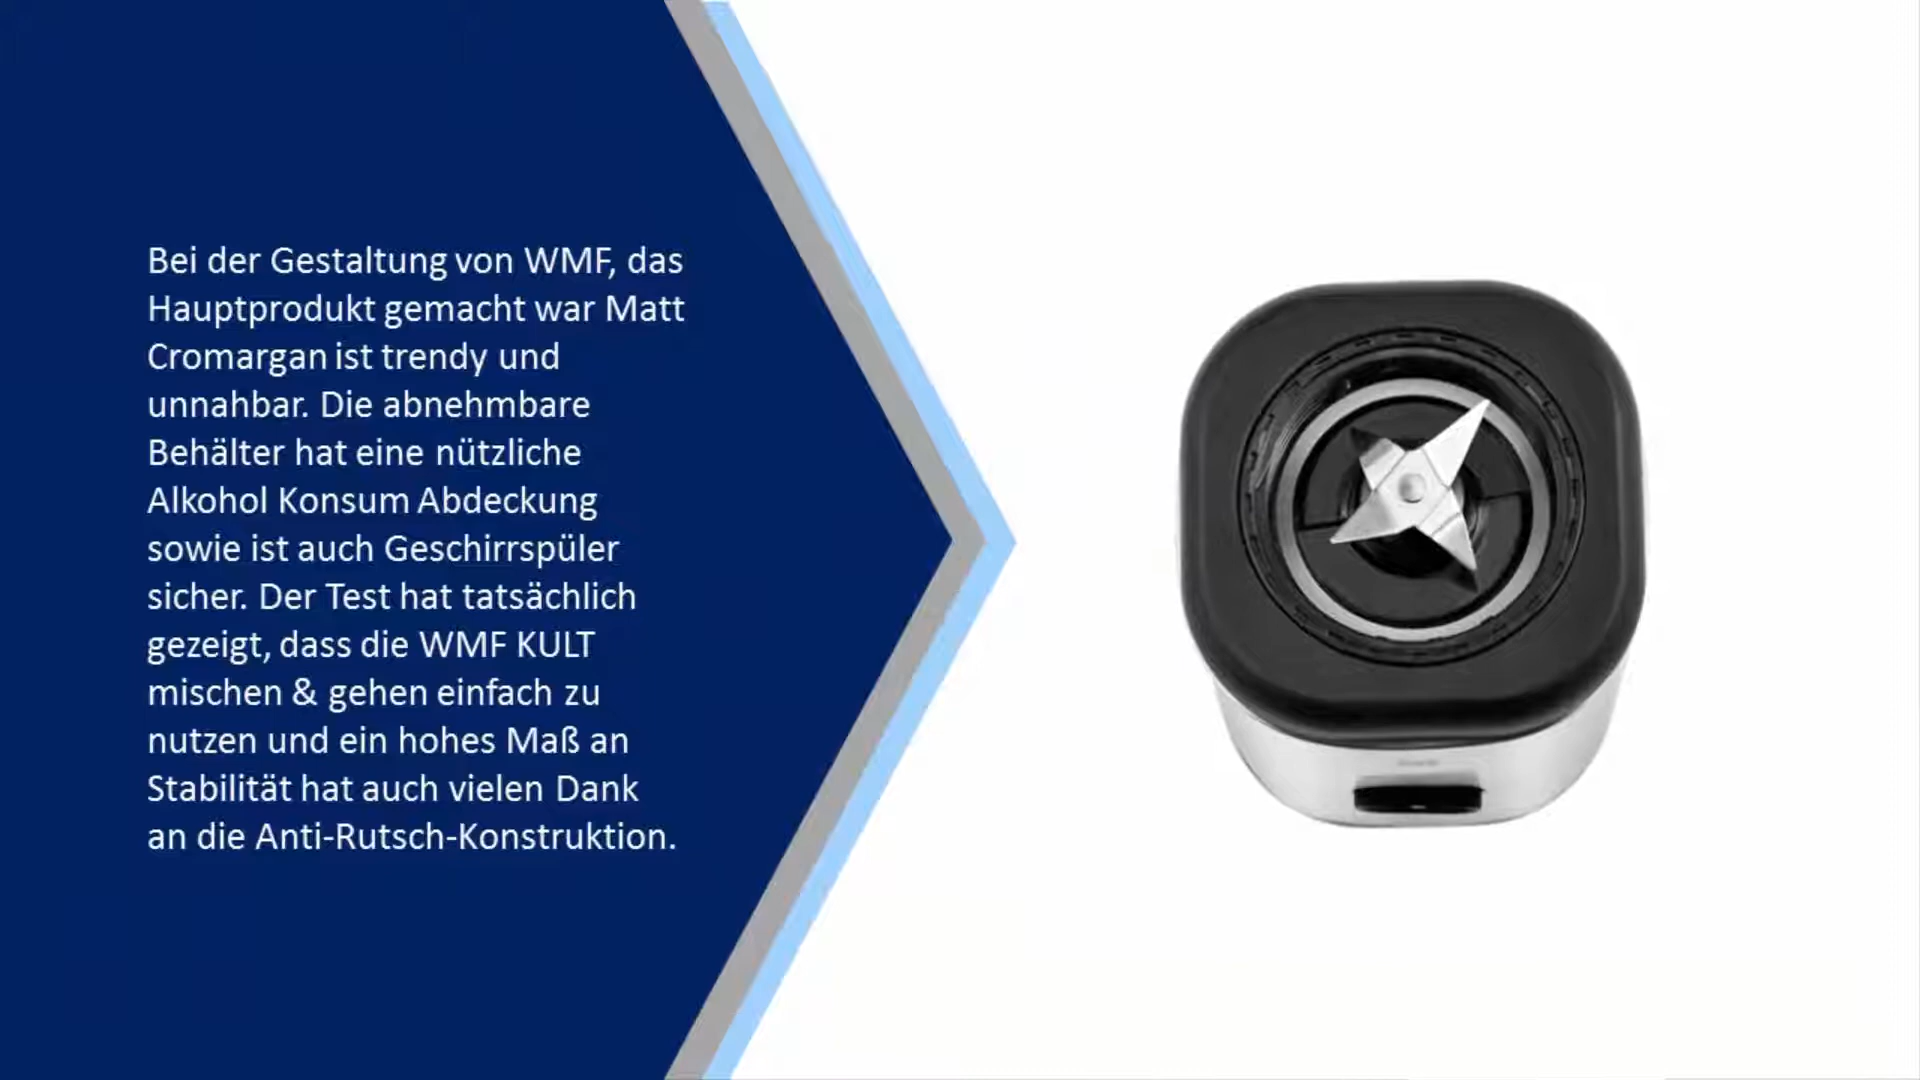 Bei der Gestaltung von WMF, das
Hauptprodukt gemacht war Matt
Cromargan ist trendy und
unnahbar. Die abnehmbare
Behälter hat eine nützliche
Alkohol Konsum Abdeckung
sowie ist auch Geschirrspüler
sicher. Der Test hat tatsächlich
gezeigt, dass die WMF KULT
mischen & gehen einfach zu
nutzen und ein hohes Maß an
Stabilität hat auch vielen Dank
an die Anti-Rutsch-Konstruktion.